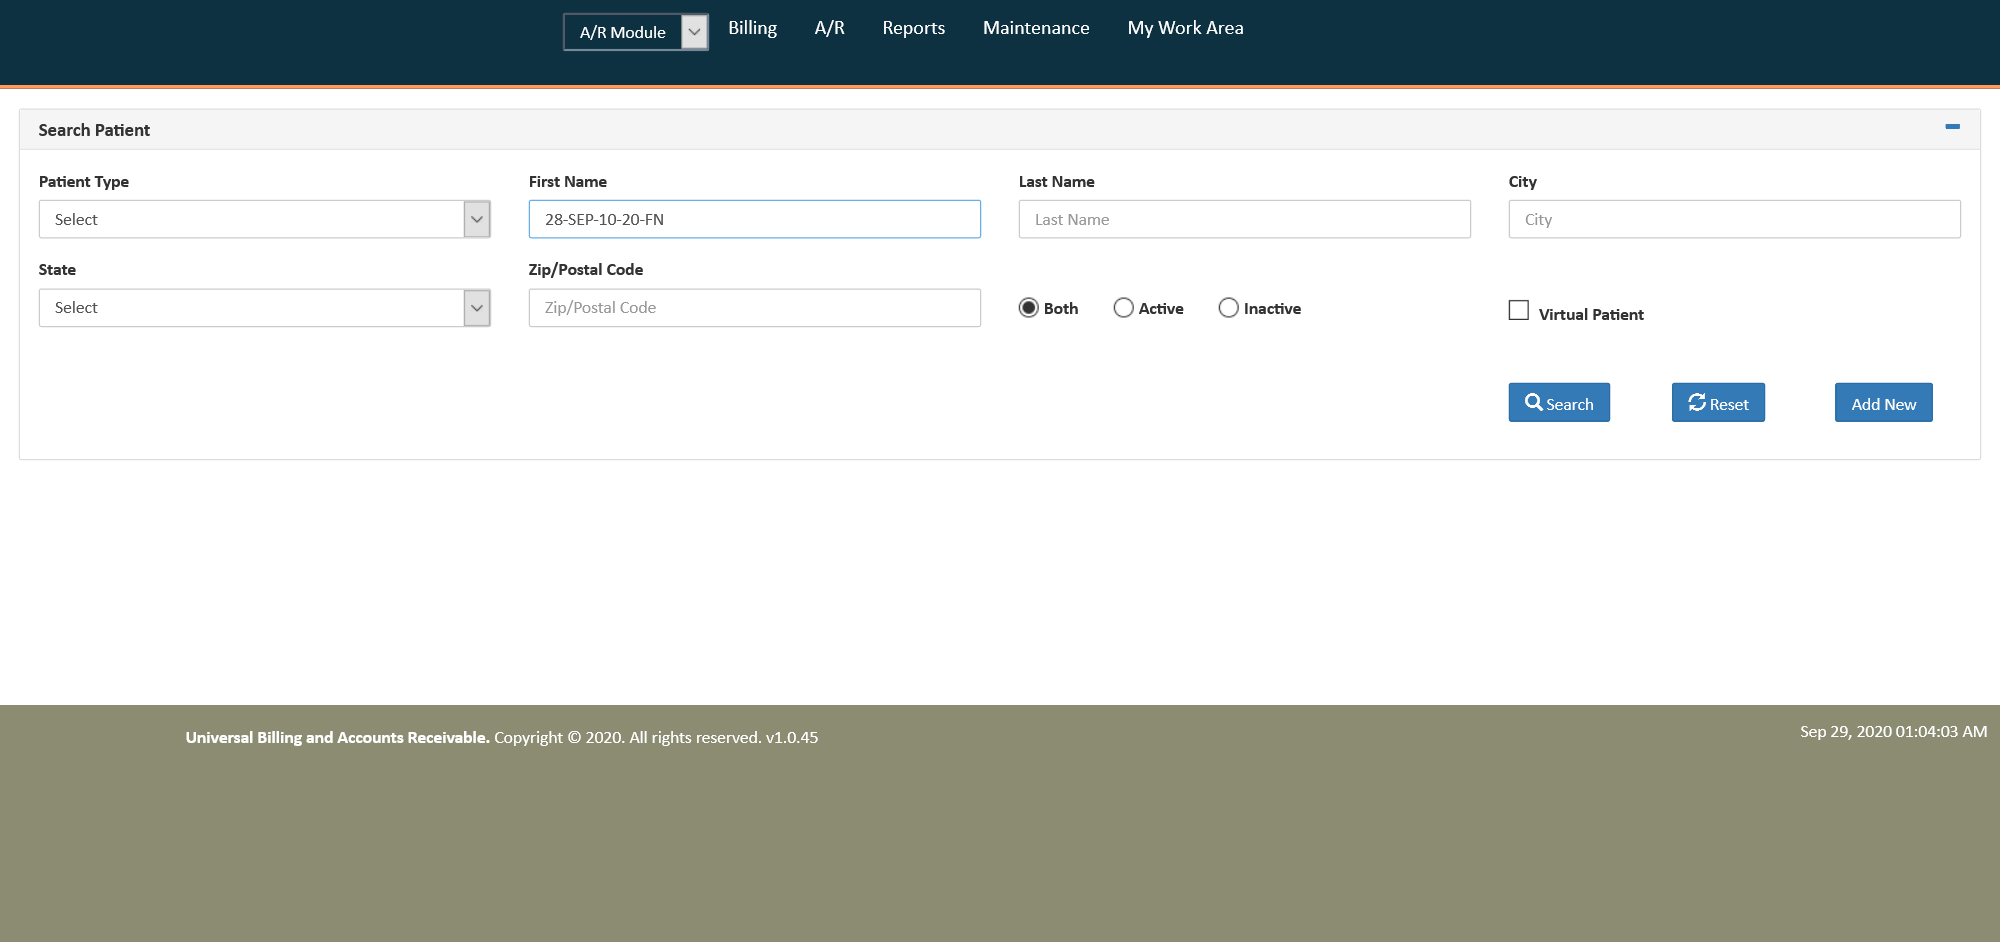 A/R Module Billing A/R Reports Maintenance My Work Area
Search Patient
Patient Type First Name Last Name City
Select 28-SEP-10-20-FN Last Name City
State Zip/Postal Code
Select Zip/Postal Code Both Active Inactive Virtual Patient
Search Reset Add New
Universal Billing and Accounts Receivable. Copyright © 2020. All rights reserved. v1.0.45 Sep 29, 2020 01:04:03 AM